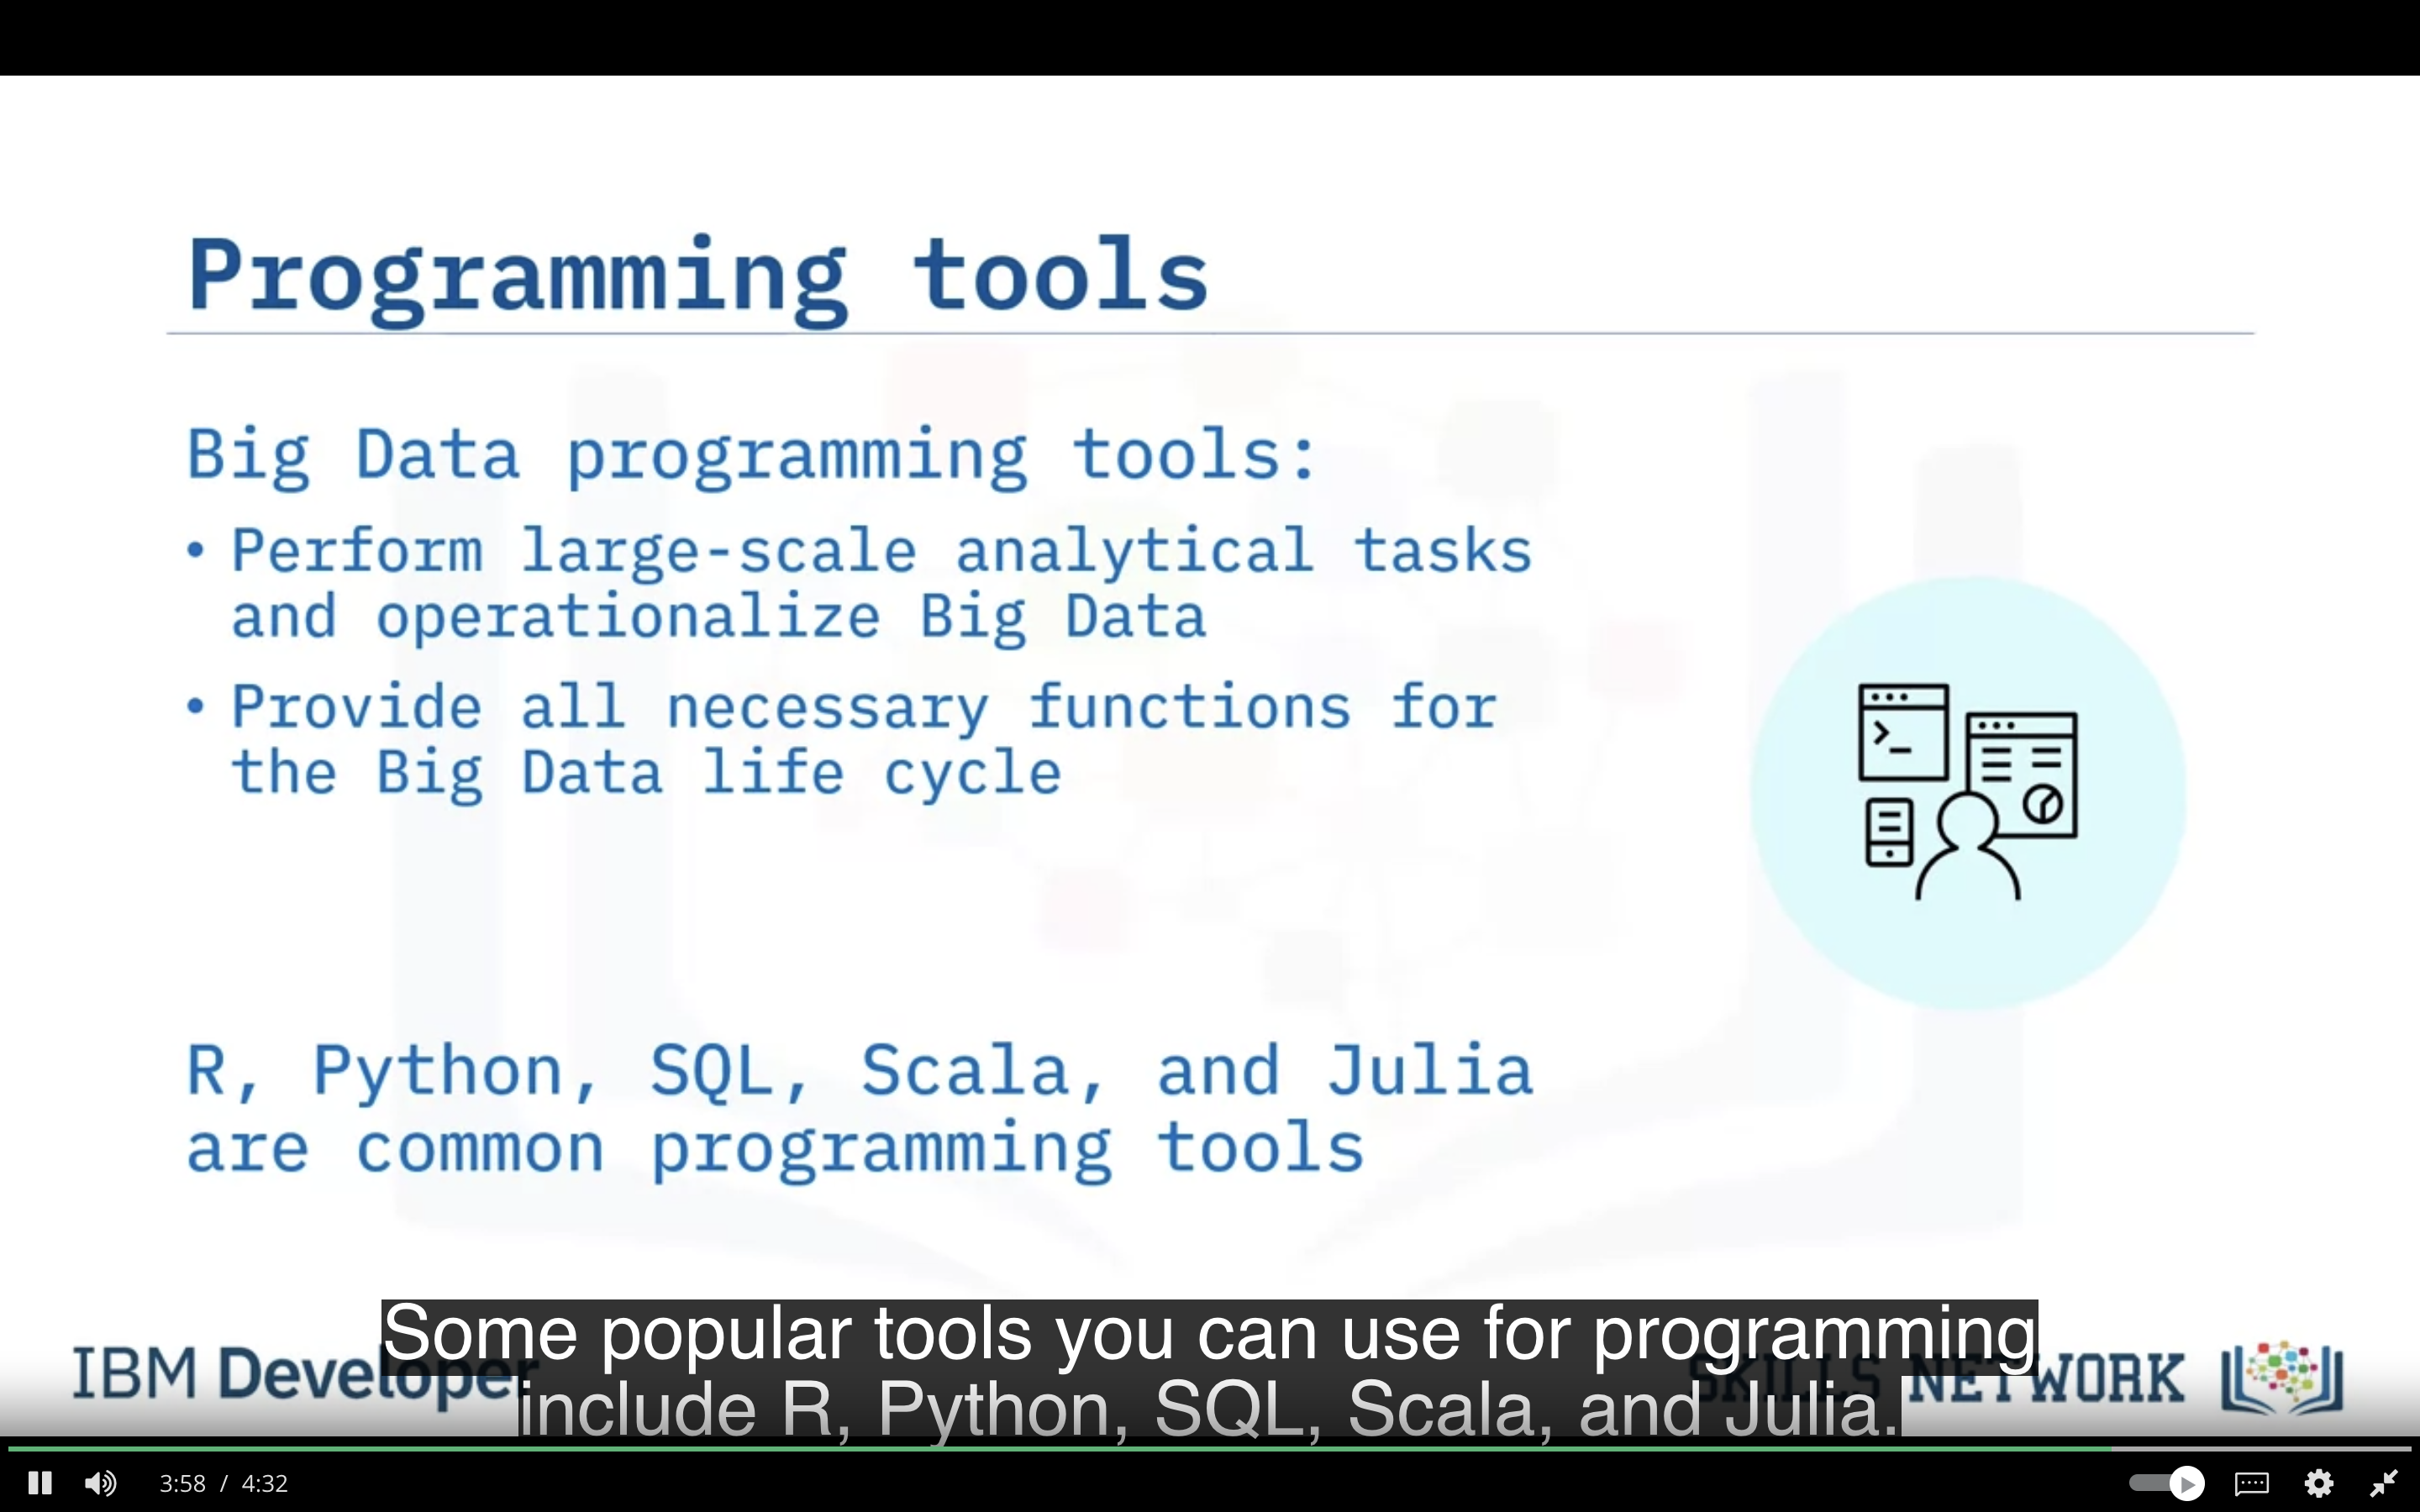 Programming tools
Big Data programming tools:
• Perform large-scale analytical tasks
and operationalize Big Data
• Provide all necessary functions for
the Big Data life cycle
R, Python, SQL, Scala, and Julia
are common programming tools
Some popular tools you can use for programming
include R, Python, SQL, Scala, and Julia.
IBM Developer
SKILLS NETWORK
3:58 / 4:32